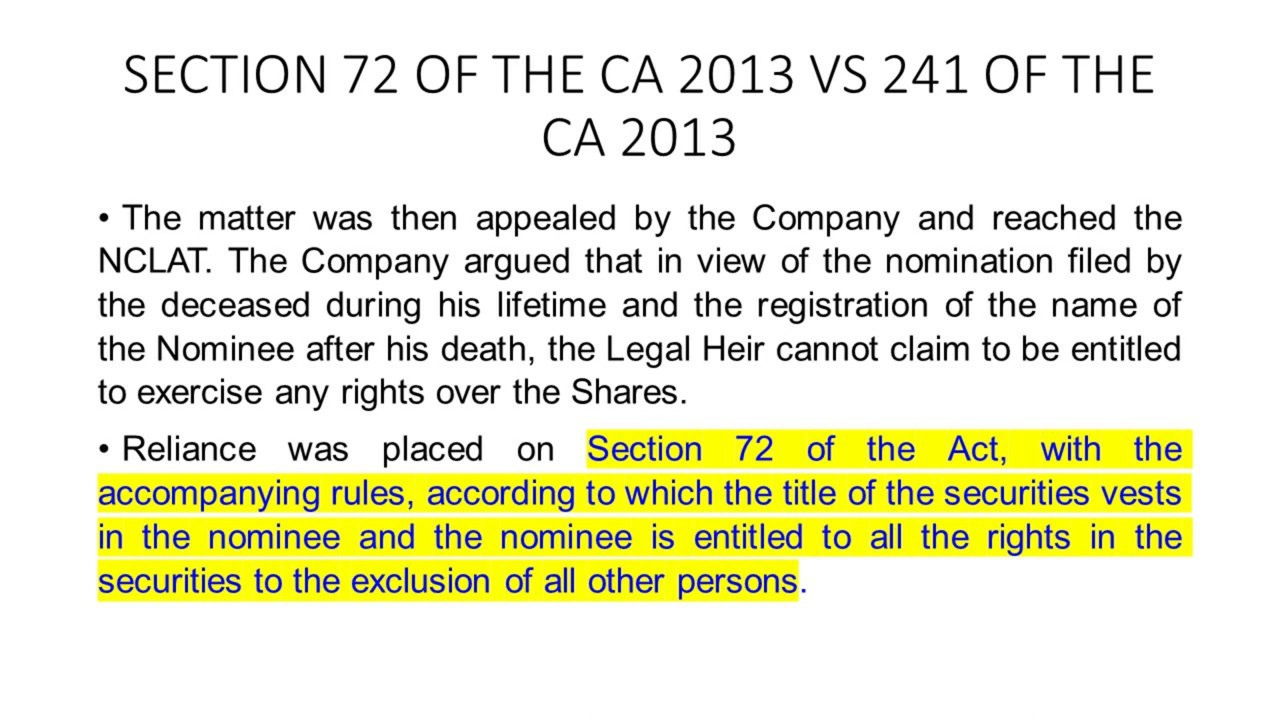 SECTION 72 OF THE CA 2013 VS 241 OF THE
CA 2013
• The matter was then appealed by the Company and reached the
NCLAT. The Company argued that in view of the nomination filed by
the deceased during his lifetime and the registration of the name of
the Nominee after his death, the Legal Heir cannot claim to be entitled
to exercise any rights over the Shares.
• Reliance was placed on Section 72 of the Act, with the
accompanying rules, according to which the title of the securities vests
in the nominee and the nominee is entitled to all the rights in the
securities to the exclusion of all other persons.